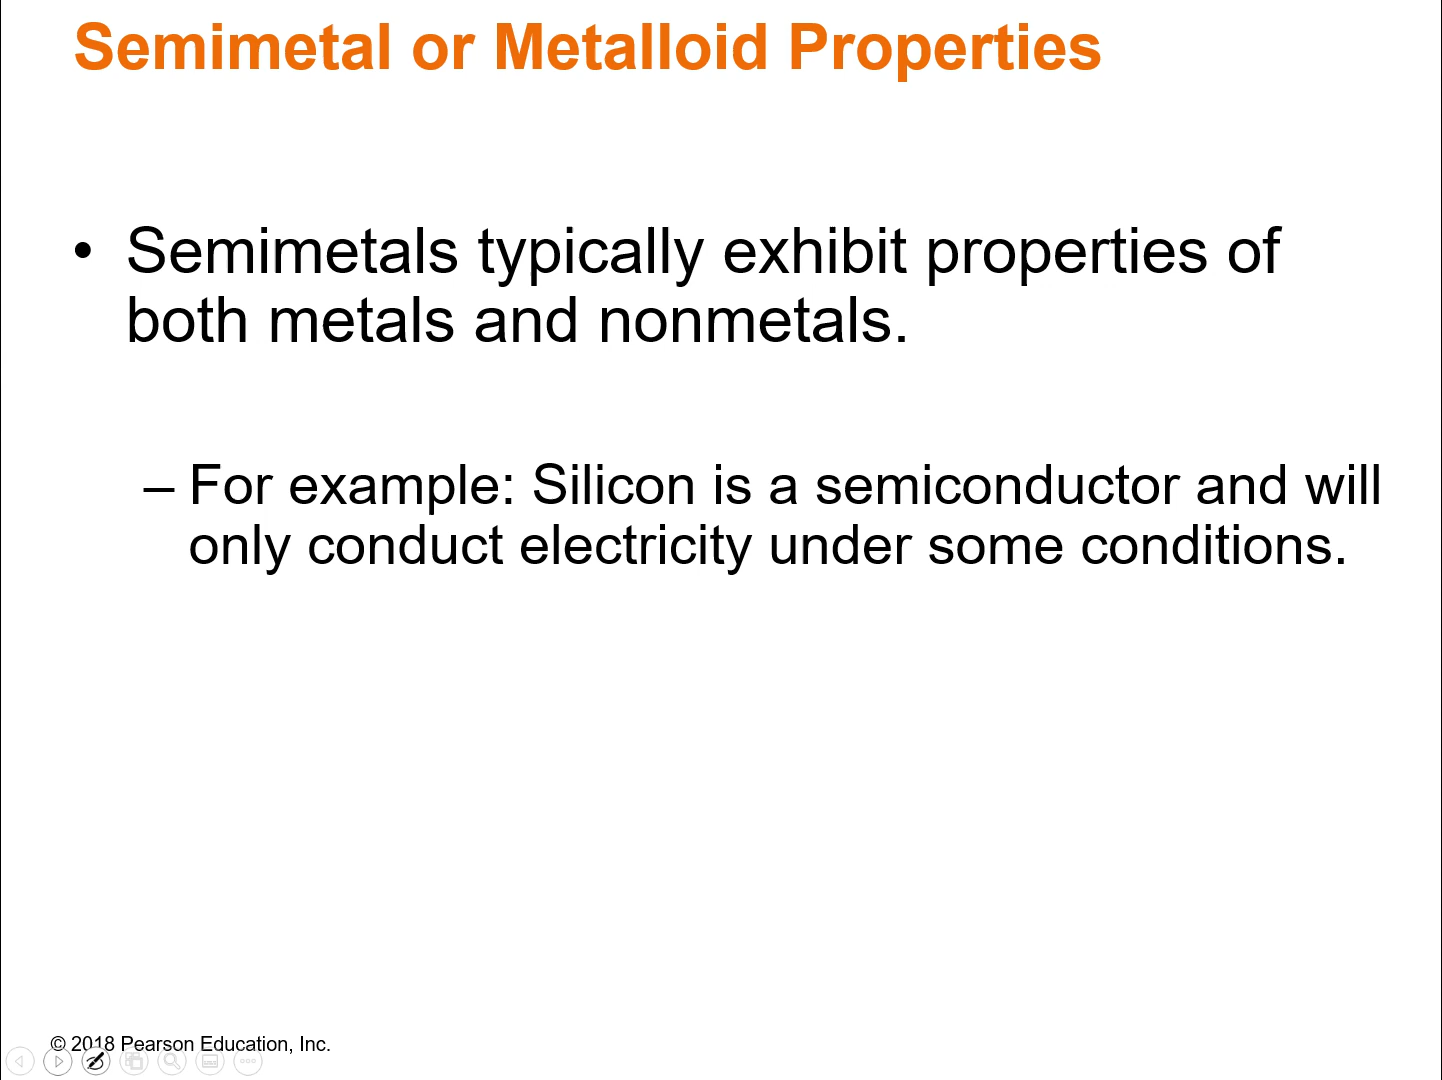 Semimetal or Metalloid Properties
• Semimetals typically exhibit properties of
both metals and nonmetals.
– For example: Silicon is a semiconductor and will
only conduct electricity under some conditions.
© 2018 Pearson Education, Inc.